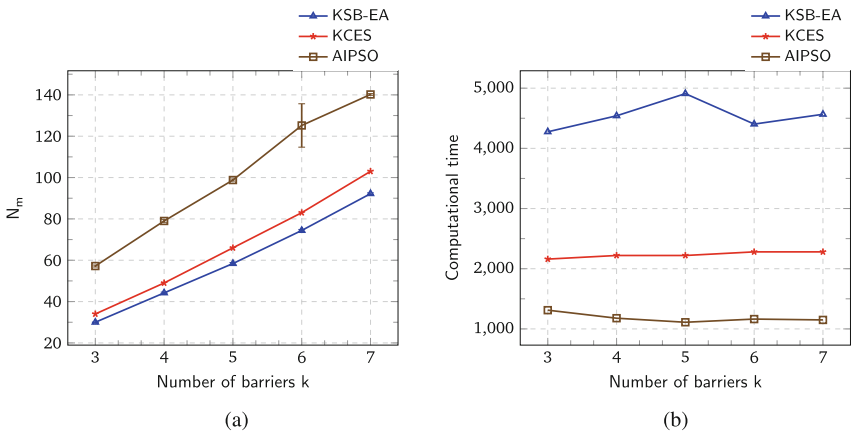 KSB-EA
KCES
AIPSO
140
120
100
80
60
40
20
N_m
3 4 5 6 7
Number of barriers k
(a)
KSB-EA
KCES
AIPSO
5,000
4,000
3,000
2,000
1,000
Computational time
3 4 5 6 7
Number of barriers k
(b)